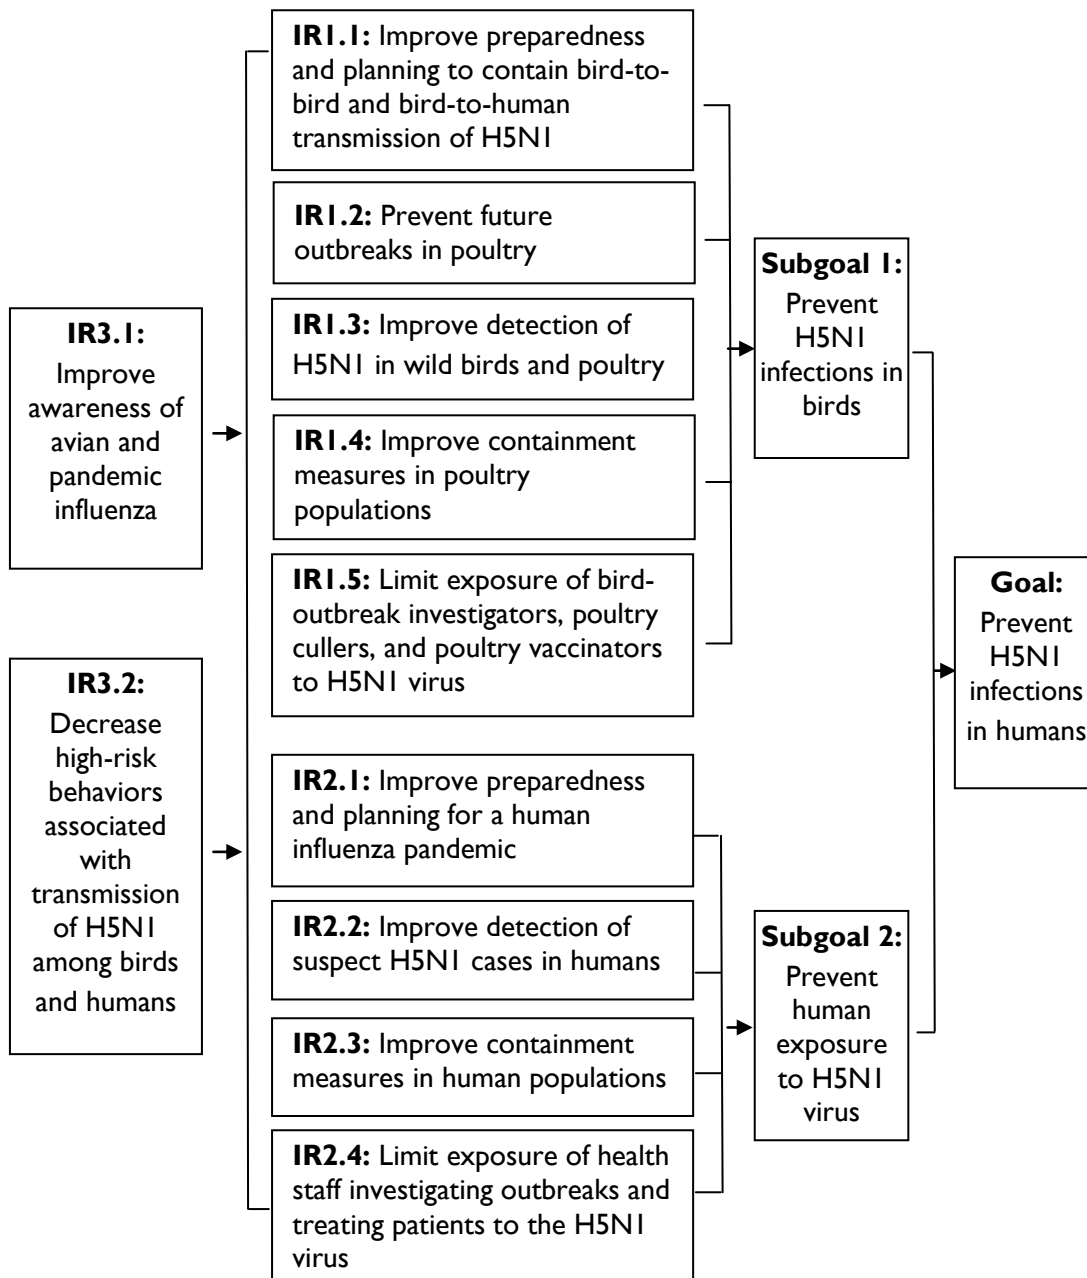 IR3.1:
Improve
awareness of
avian and
pandemic
influenza
IR3.2:
Decrease
high-risk
behaviors
associated
with
transmission
of H5N1
among birds
and humans
IR1.1: Improve preparedness
and planning to contain bird-to-
bird and bird-to-human
transmission of H5N1
IR1.2: Prevent future
outbreaks in poultry
IR1.3: Improve detection of
H5N1 in wild birds and poultry
IR1.4: Improve containment
measures in poultry
populations
IR1.5: Limit exposure of bird-
outbreak investigators, poultry
cullers, and poultry vaccinators
to H5N1 virus
IR2.1: Improve preparedness
and planning for a human
influenza pandemic
IR2.2: Improve detection of
suspect H5N1 cases in humans
IR2.3: Improve containment
measures in human populations
IR2.4: Limit exposure of health
staff investigating outbreaks and
treating patients to the H5N1
virus
Subgoal 1:
Prevent
H5N1
infections in
birds
Subgoal 2:
Prevent
human
exposure
to H5N1
virus
Goal:
Prevent
H5N1
infections
in humans